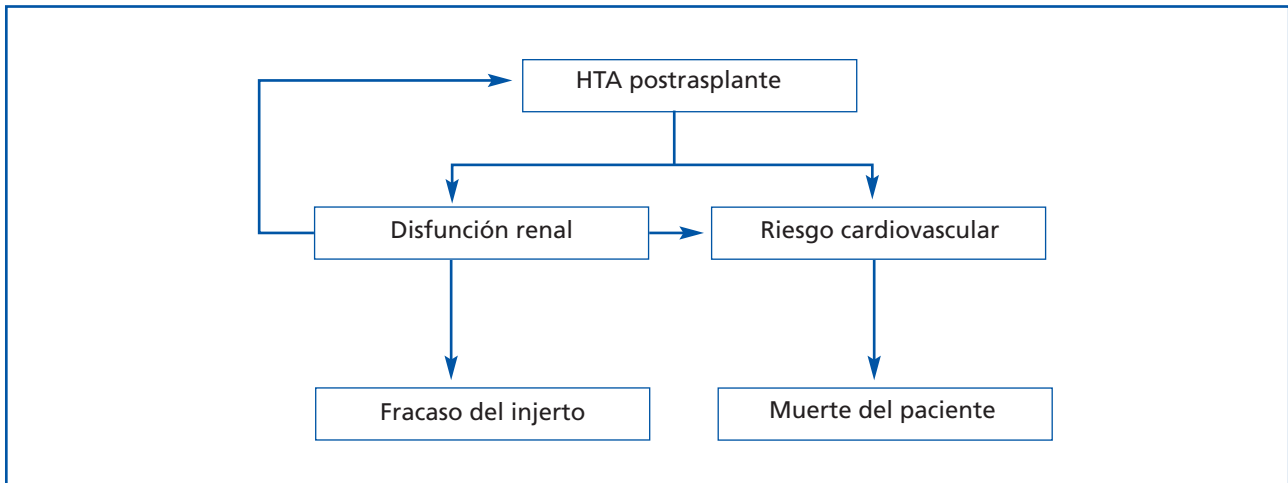 HTA postrasplante
Disfunción renal
Riesgo cardiovascular
Fracaso del injerto
Muerte del paciente